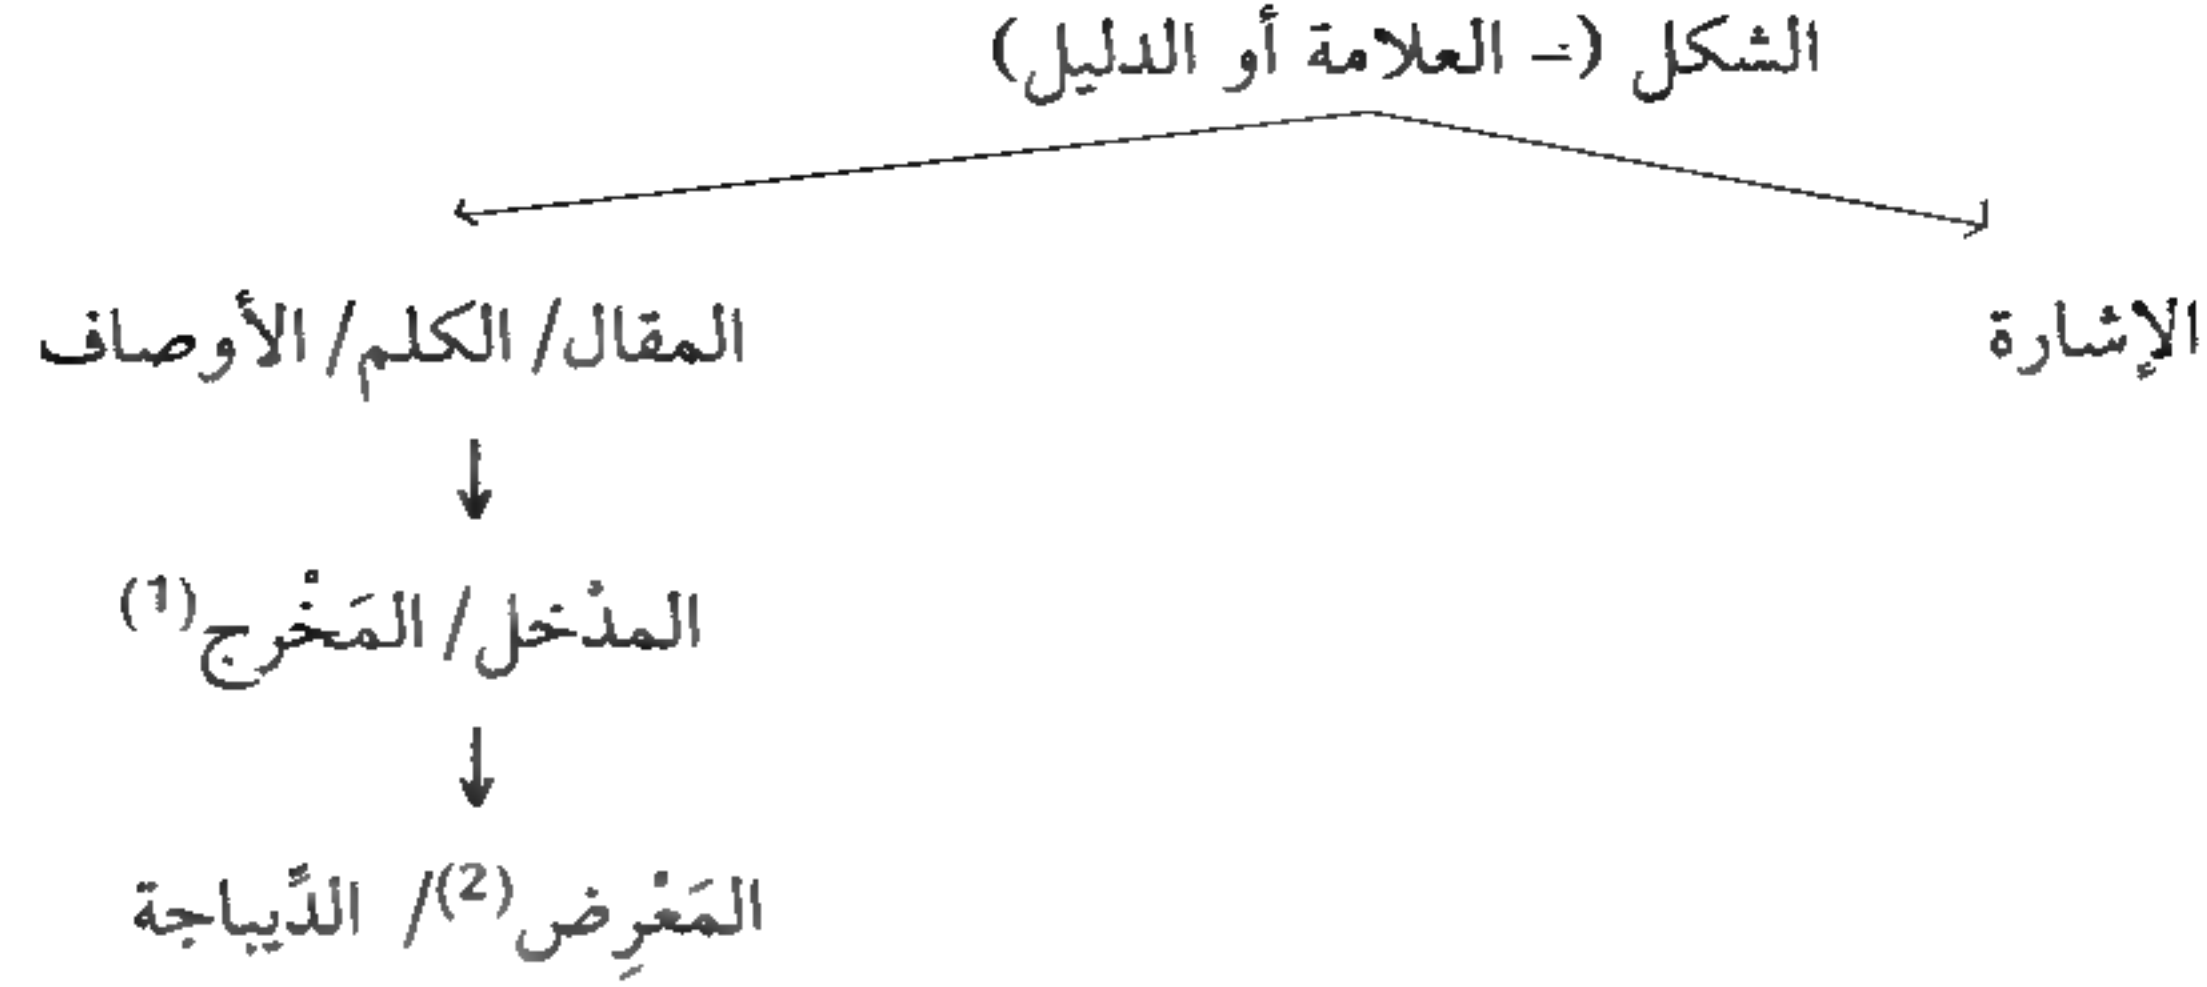 الشكل (= العلامة أو الدليل)
الإشارة
المقال/ الكلم/ الأوصاف
المدْخل/ المَخْرج(1)
المَعْرِض(2)/ الدِّيباجة